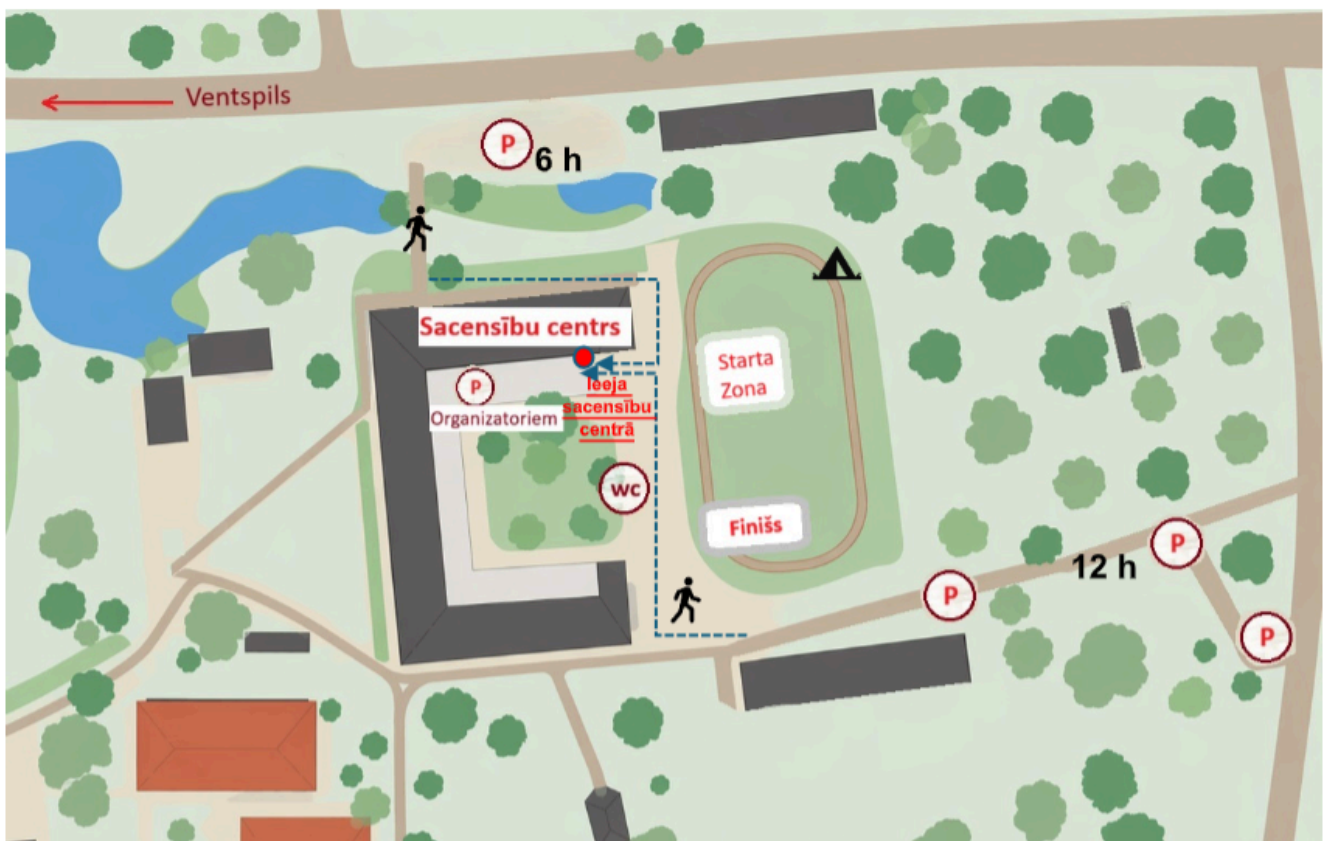 Ventspils
P
6 h
Sacensību centrs
P
Organizatoriem
Ieeja
sacensību
centrā
wc
Starta
Zona
Finišs
P
12 h
P
P